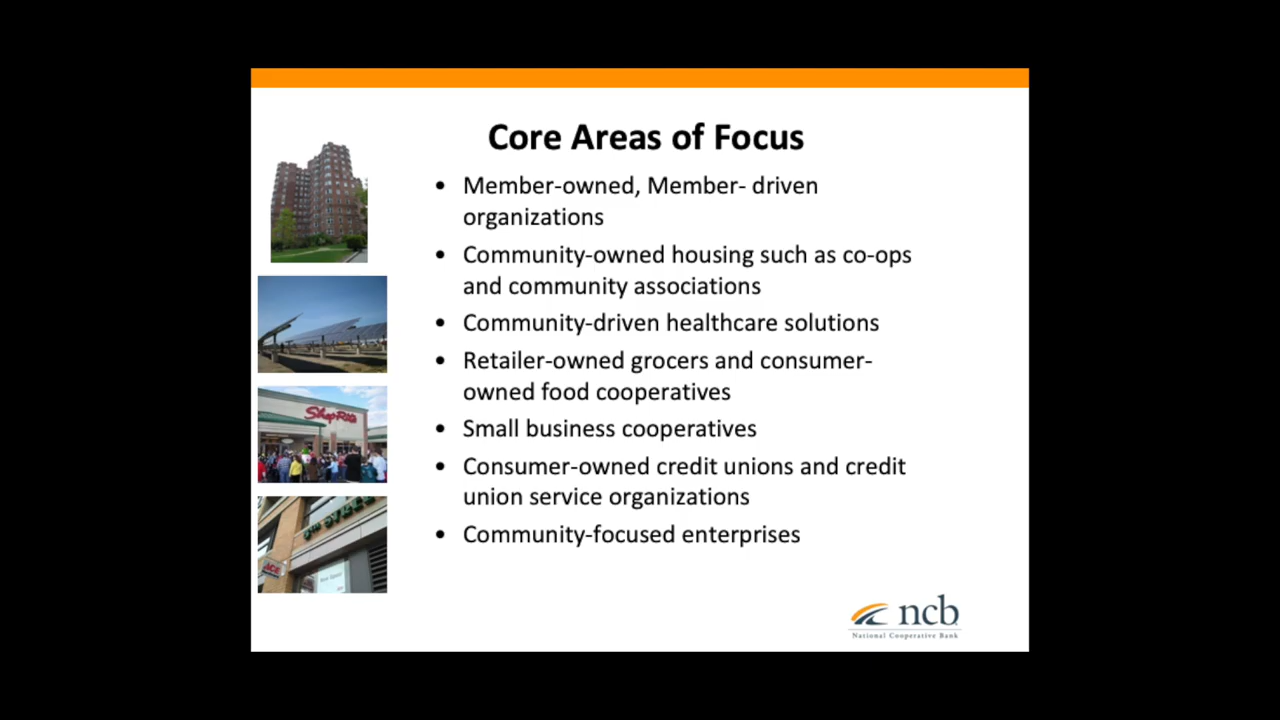 Core Areas of Focus
• Member-owned, Member- driven
organizations
• Community-owned housing such as co-ops
and community associations
• Community-driven healthcare solutions
• Retailer-owned grocers and consumer-
owned food cooperatives
• Small business cooperatives
• Consumer-owned credit unions and credit
union service organizations
• Community-focused enterprises
ShopRite
ACE
ncb
National Cooperative Bank